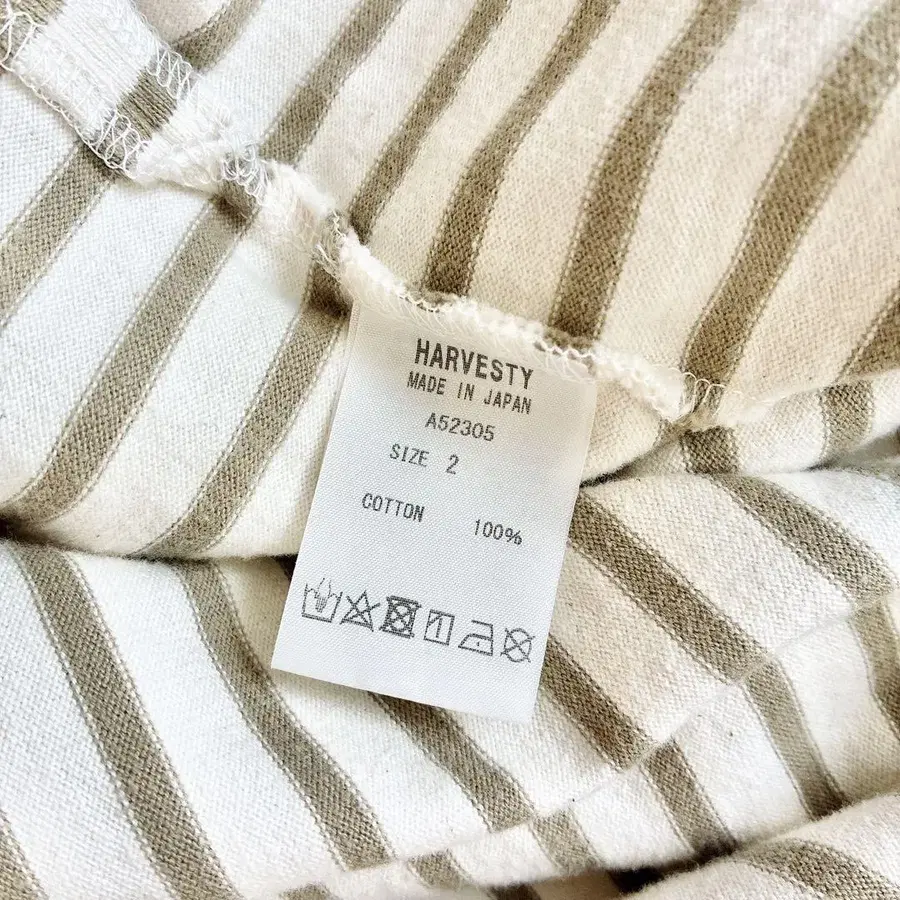 HARVESTY
MADE IN JAPAN
A52305
SIZE 2
COTTON 100%